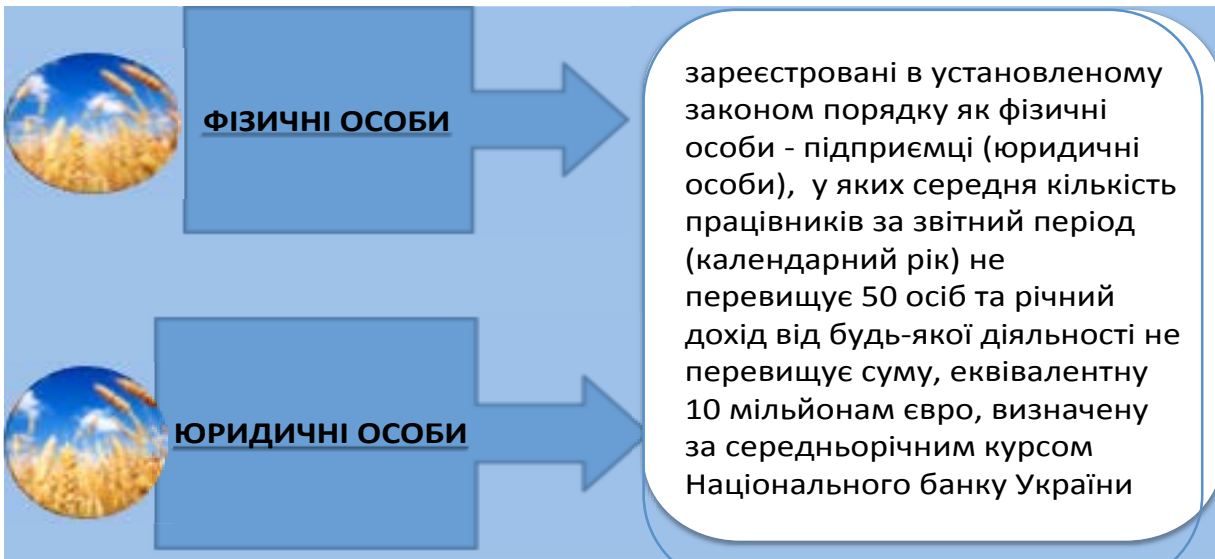 ФІЗИЧНІ ОСОБИ
ЮРИДИЧНІ ОСОБИ
зареєстровані в установленому
законом порядку як фізичні
особи - підприємці (юридичні
особи),  у яких середня кількість
працівників за звітний період
(календарний рік) не
перевищує 50 осіб та річний
дохід від будь-якої діяльності не
перевищує суму, еквівалентну
10 мільйонам євро, визначену
за середньорічним курсом
Національного банку України